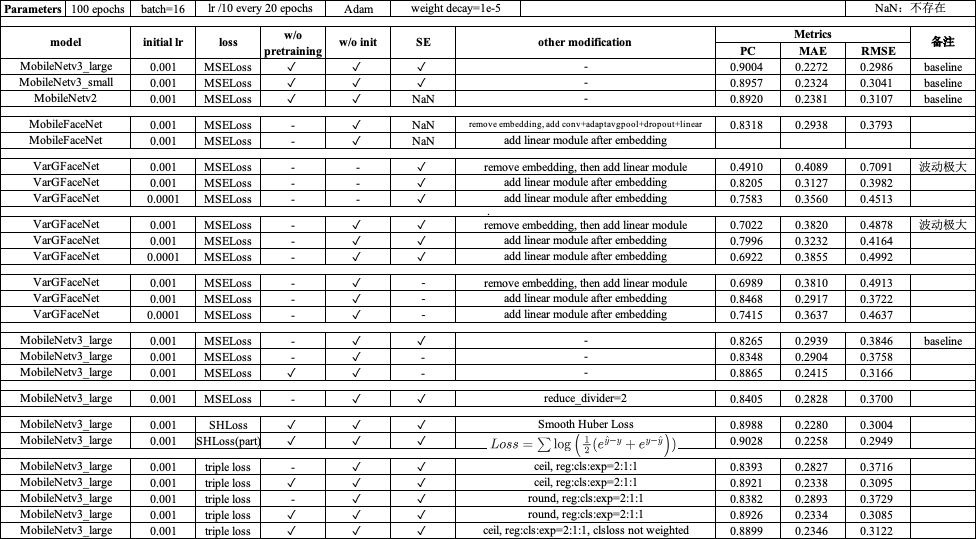 Parameters 100 epochs batch=16 lr /10 every 20 epochs Adam weight decay=1e-5 NaN：不存在
model initial lr loss w/o pretraining w/o init SE other modification Metrics 备注
PC MAE RMSE
MobileNetv3_large 0.001 MSELoss ✓ ✓ ✓ - 0.9004 0.2272 0.2986 baseline
MobileNetv3_small 0.001 MSELoss ✓ ✓ ✓ - 0.8957 0.2324 0.3041 baseline
MobileNetv2 0.001 MSELoss ✓ ✓ NaN - 0.8920 0.2381 0.3107 baseline
MobileFaceNet 0.001 MSELoss - ✓ NaN remove embedding, add conv+adaptavgpool+dropout+linear 0.8318 0.2938 0.3793
MobileFaceNet 0.001 MSELoss - ✓ NaN add linear module after embedding
VarGFaceNet 0.001 MSELoss - - ✓ remove embedding, then add linear module 0.4910 0.4089 0.7091 波动极大
VarGFaceNet 0.001 MSELoss - - ✓ add linear module after embedding 0.8205 0.3127 0.3982
VarGFaceNet 0.0001 MSELoss - - ✓ add linear module after embedding 0.7583 0.3560 0.4513
VarGFaceNet 0.001 MSELoss - ✓ ✓ remove embedding, then add linear module 0.7022 0.3820 0.4878 波动极大
VarGFaceNet 0.001 MSELoss - ✓ ✓ add linear module after embedding 0.7996 0.3232 0.4164
VarGFaceNet 0.0001 MSELoss - ✓ ✓ add linear module after embedding 0.6922 0.3855 0.4992
VarGFaceNet 0.001 MSELoss - ✓ - remove embedding, then add linear module 0.6989 0.3810 0.4913
VarGFaceNet 0.001 MSELoss - ✓ - add linear module after embedding 0.8468 0.2917 0.3722
VarGFaceNet 0.0001 MSELoss - ✓ - add linear module after embedding 0.7415 0.3637 0.4637
MobileNetv3_large 0.001 MSELoss - ✓ ✓ - 0.8265 0.2939 0.3846 baseline
MobileNetv3_large 0.001 MSELoss - ✓ - - 0.8348 0.2904 0.3758
MobileNetv3_large 0.001 MSELoss ✓ ✓ - - 0.8865 0.2415 0.3166
MobileNetv3_large 0.001 MSELoss - ✓ ✓ reduce_divider=2 0.8405 0.2828 0.3700
MobileNetv3_large 0.001 SHLoss ✓ ✓ ✓ Smooth Huber Loss 0.8988 0.2280 0.3004
MobileNetv3_large 0.001 SHLoss(part) ✓ ✓ ✓ Loss = ∑ log (½(e^{ŷ−y} + e^{y−ŷ})) 0.9028 0.2258 0.2949
MobileNetv3_large 0.001 triple loss - ✓ ✓ ceil, reg:cls:exp=2:1:1 0.8393 0.2827 0.3716
MobileNetv3_large 0.001 triple loss ✓ ✓ ✓ ceil, reg:cls:exp=2:1:1 0.8921 0.2338 0.3095
MobileNetv3_large 0.001 triple loss - ✓ ✓ round, reg:cls:exp=2:1:1 0.8382 0.2893 0.3729
MobileNetv3_large 0.001 triple loss ✓ ✓ ✓ round, reg:cls:exp=2:1:1 0.8926 0.2334 0.3085
MobileNetv3_large 0.001 triple loss ✓ ✓ ✓ ceil, reg:cls:exp=2:1:1, clsloss not weighted 0.8899 0.2346 0.3122